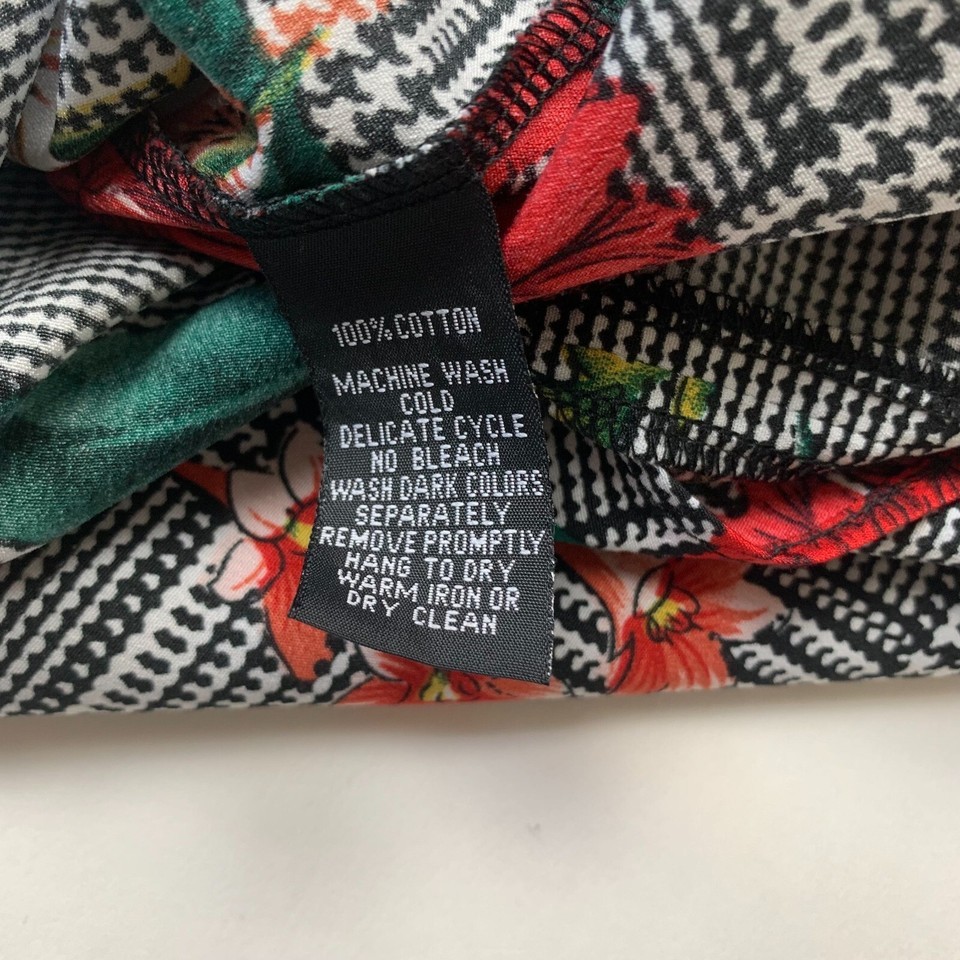 100% COTTON
MACHINE WASH
COLD
DELICATE CYCLE
NO BLEACH
WASH DARK COLORS
SEPARATELY
REMOVE PROMPTLY
HANG TO DRY
WARM IRON OR
DRY CLEAN